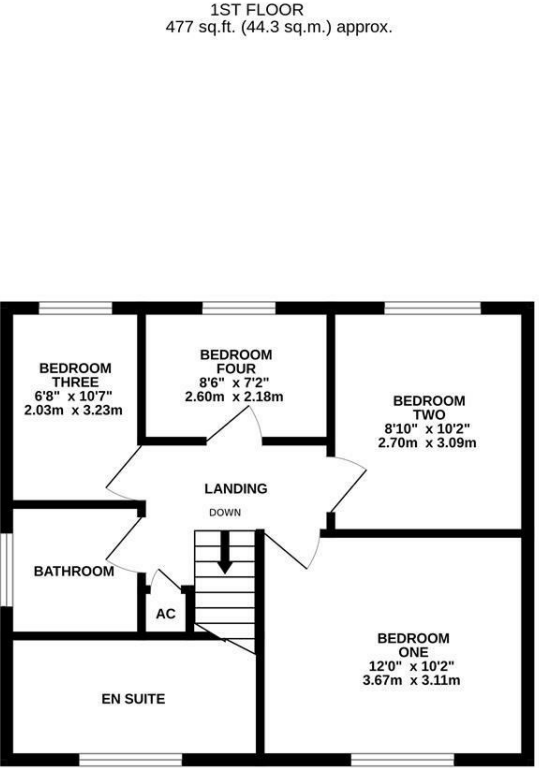 1ST FLOOR
477 sq.ft. (44.3 sq.m.) approx.
BEDROOM
THREE
6'8" x 10'7"
2.03m x 3.23m
BEDROOM
FOUR
8'6" x 7'2"
2.60m x 2.18m
BEDROOM
TWO
8'10" x 10'2"
2.70m x 3.09m
LANDING
DOWN
BATHROOM
AC
BEDROOM
ONE
12'0" x 10'2"
3.67m x 3.11m
EN SUITE